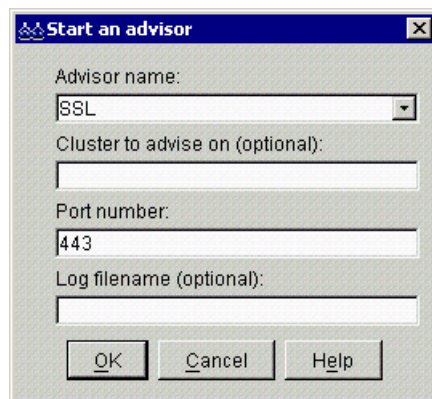 Start an advisor
Advisor name:
SSL
Cluster to advise on (optional):
Port number:
443
Log filename (optional):
OK Cancel Help